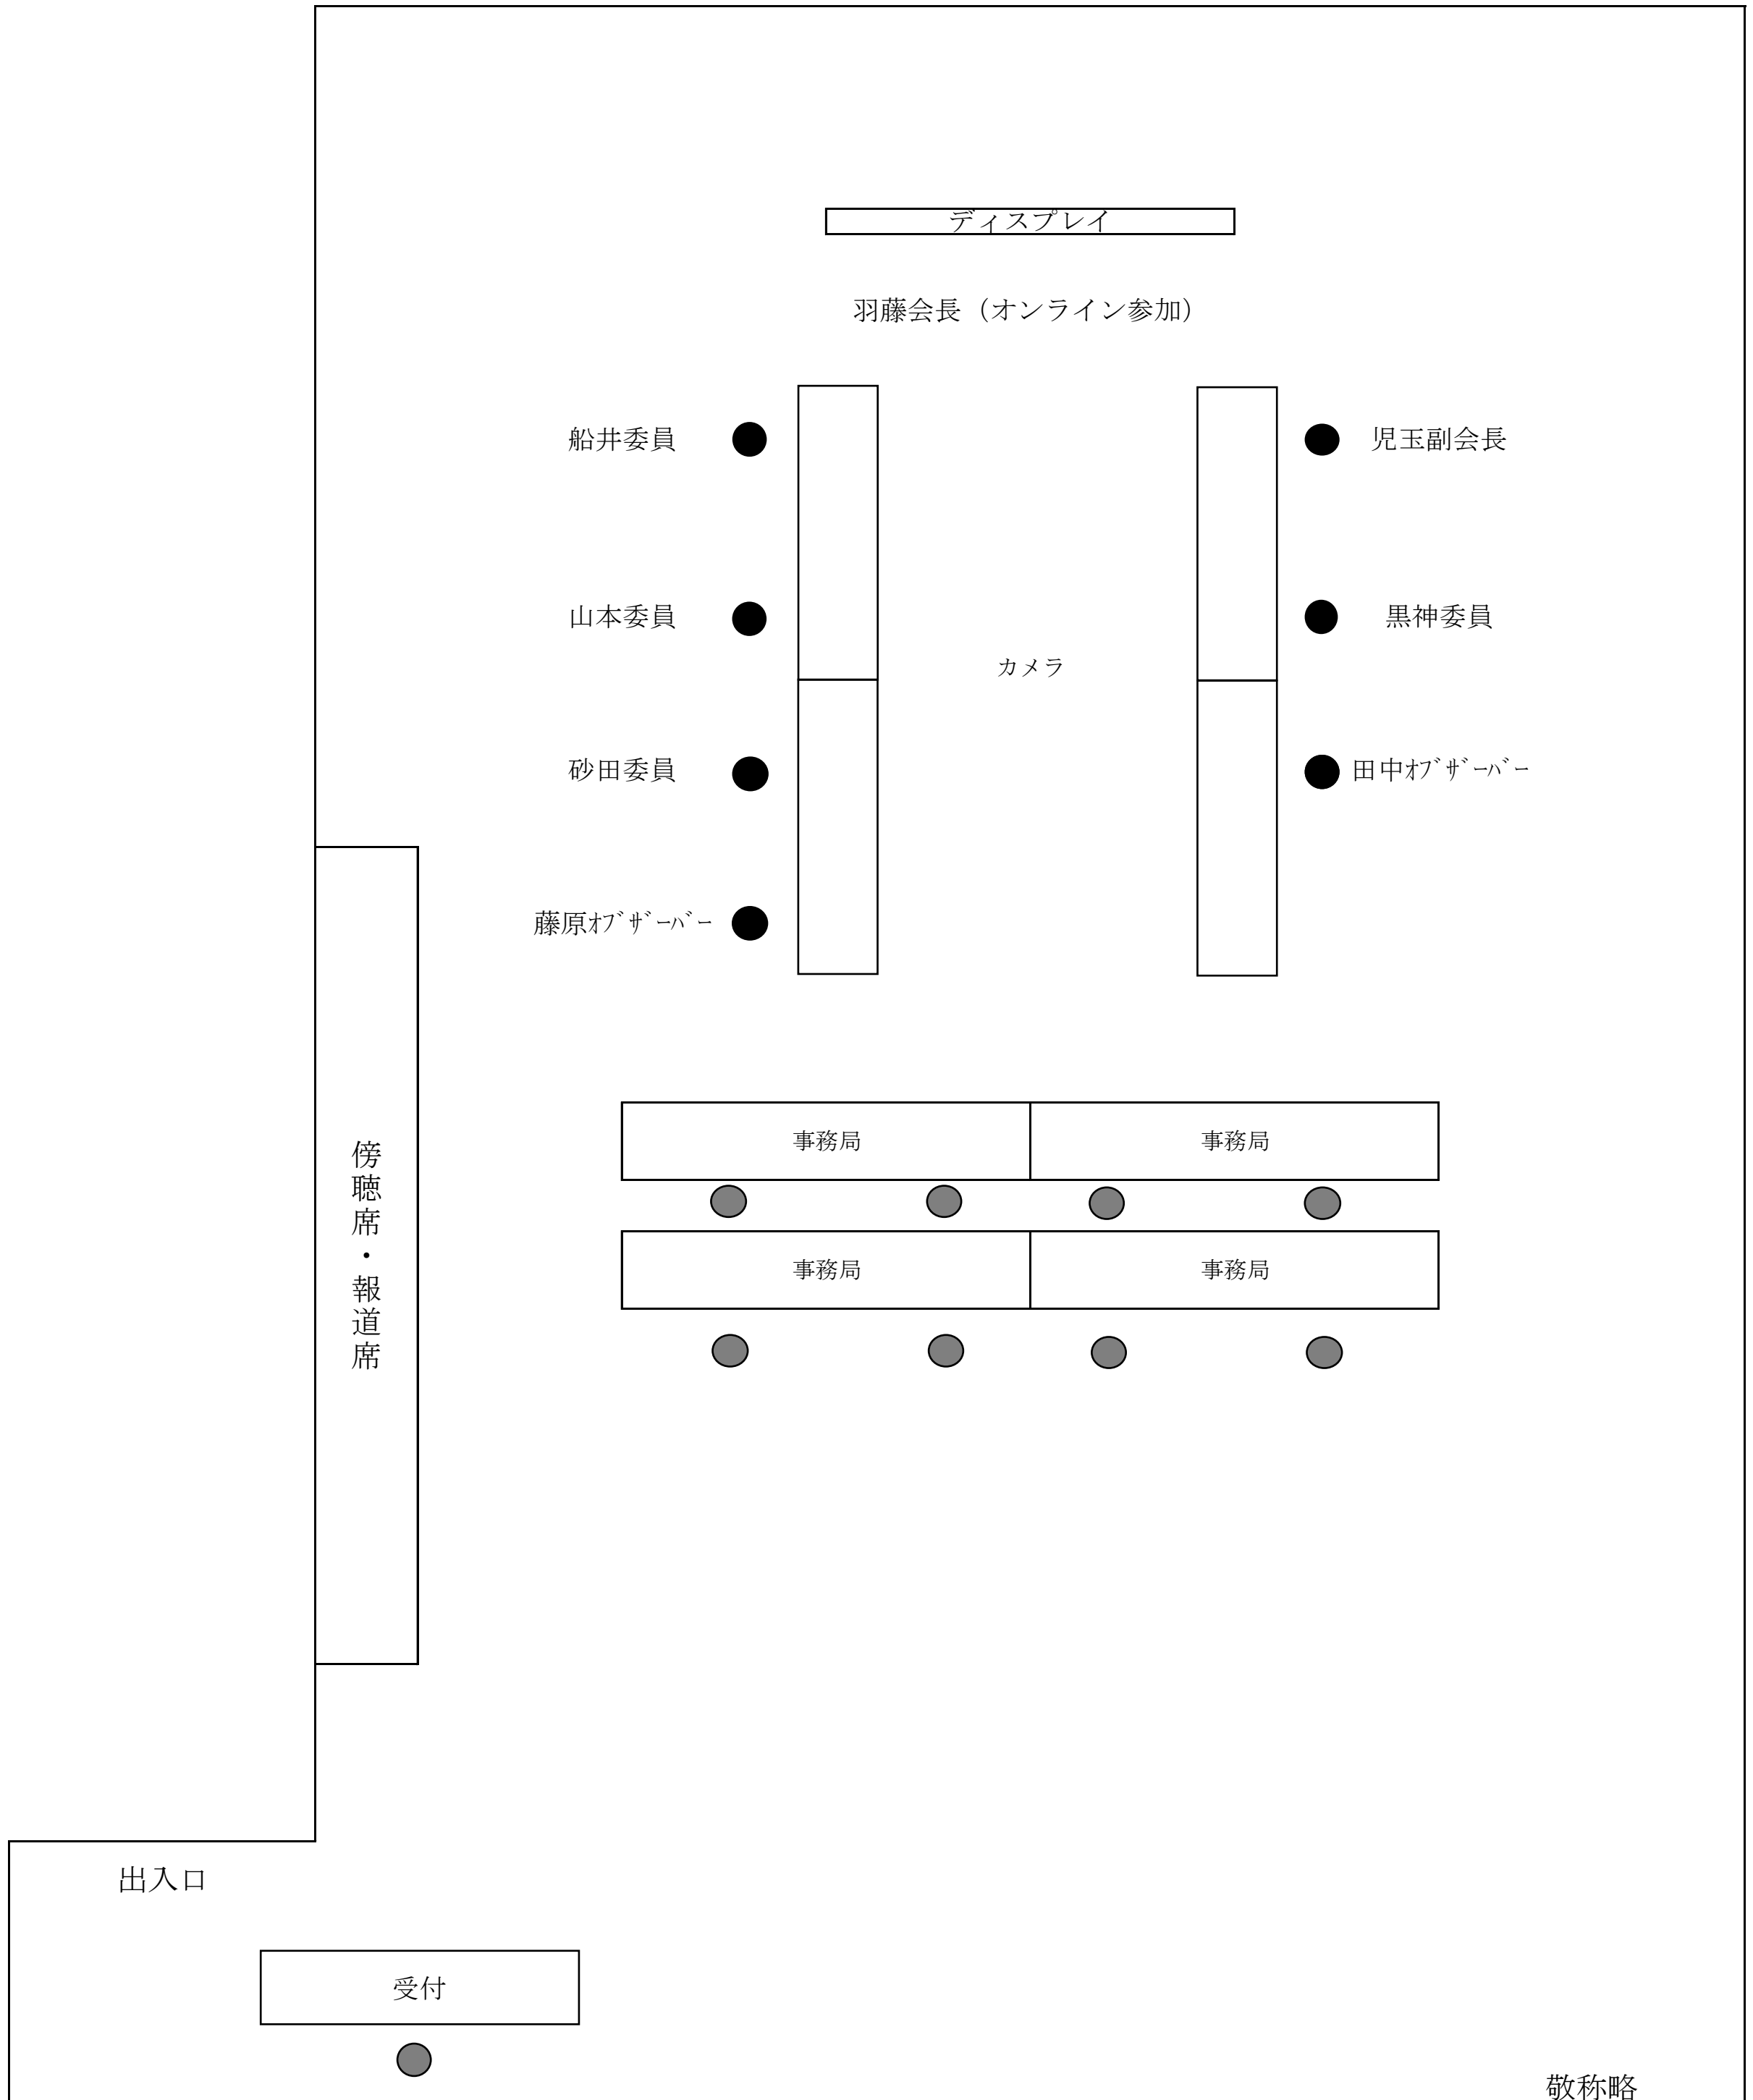 ディスプレイ
羽藤会長（オンライン参加）
船井委員
児玉副会長
山本委員
黒神委員
カメラ
砂田委員
田中ｵﾌﾞｻﾞｰﾊﾞｰ
藤原ｵﾌﾞｻﾞｰﾊﾞｰ
事務局
事務局
傍聴席・報道席
事務局
事務局
出入口
受付
敬称略